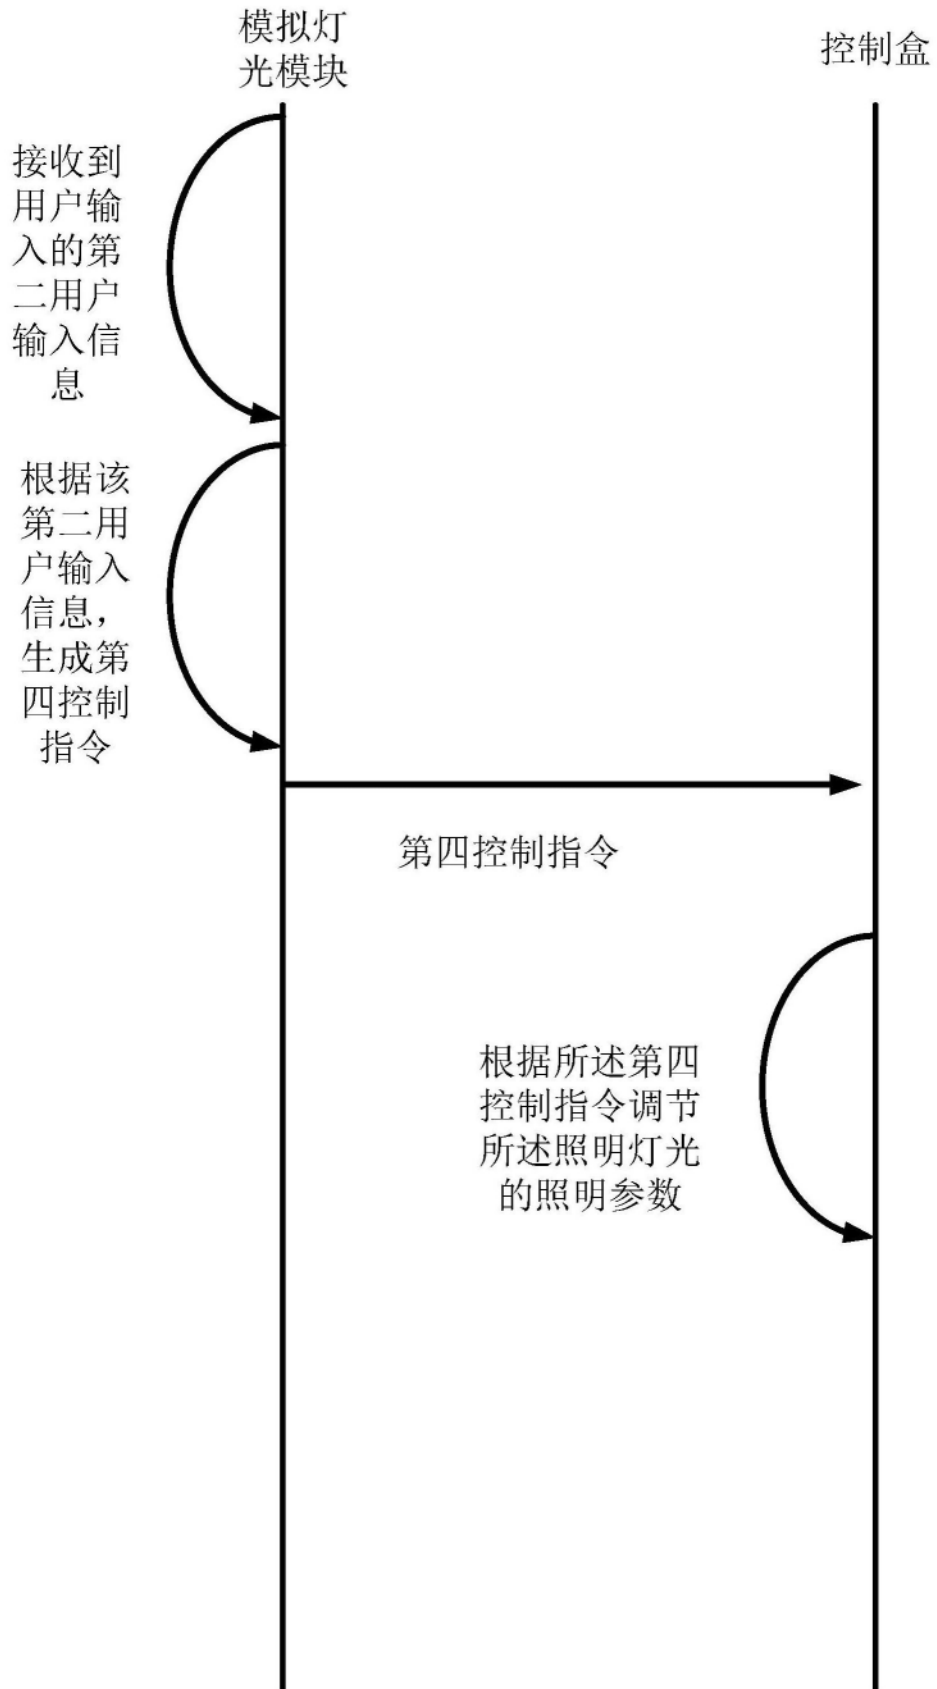 模拟灯
光模块
控制盒
接收到
用户输
入的第
二用户
输入信
息
根据该
第二用
户输入
信息，
生成第
四控制
指令
第四控制指令
根据所述第四
控制指令调节
所述照明灯光
的照明参数